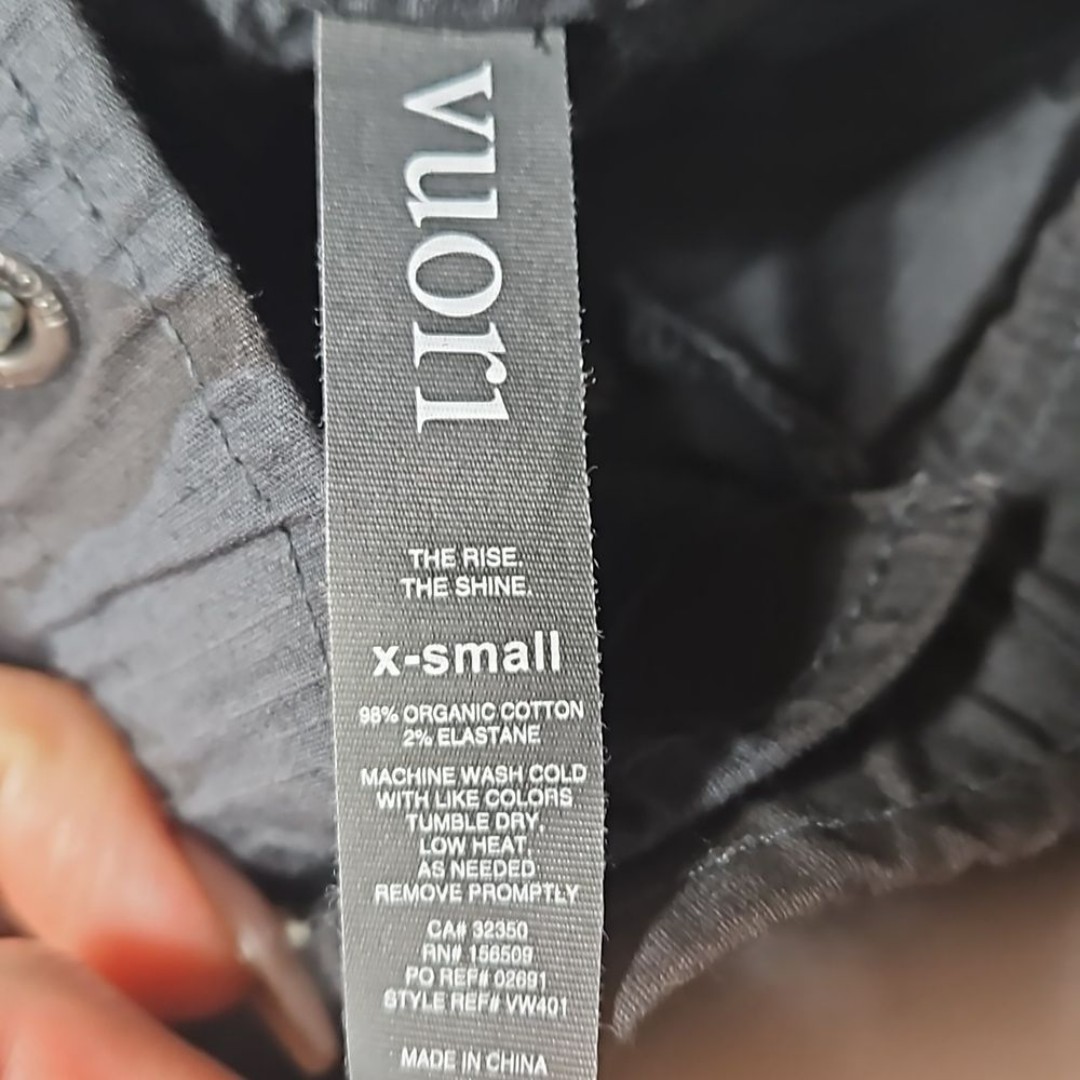 vuori
THE RISE.
THE SHINE.
x-small
98% ORGANIC COTTON
2% ELASTANE
MACHINE WASH COLD
WITH LIKE COLORS
TUMBLE DRY,
LOW HEAT,
AS NEEDED
REMOVE PROMPTLY
CA# 32350
RN# 156509
PO REF# 02691
STYLE REF# VW401
MADE IN CHINA